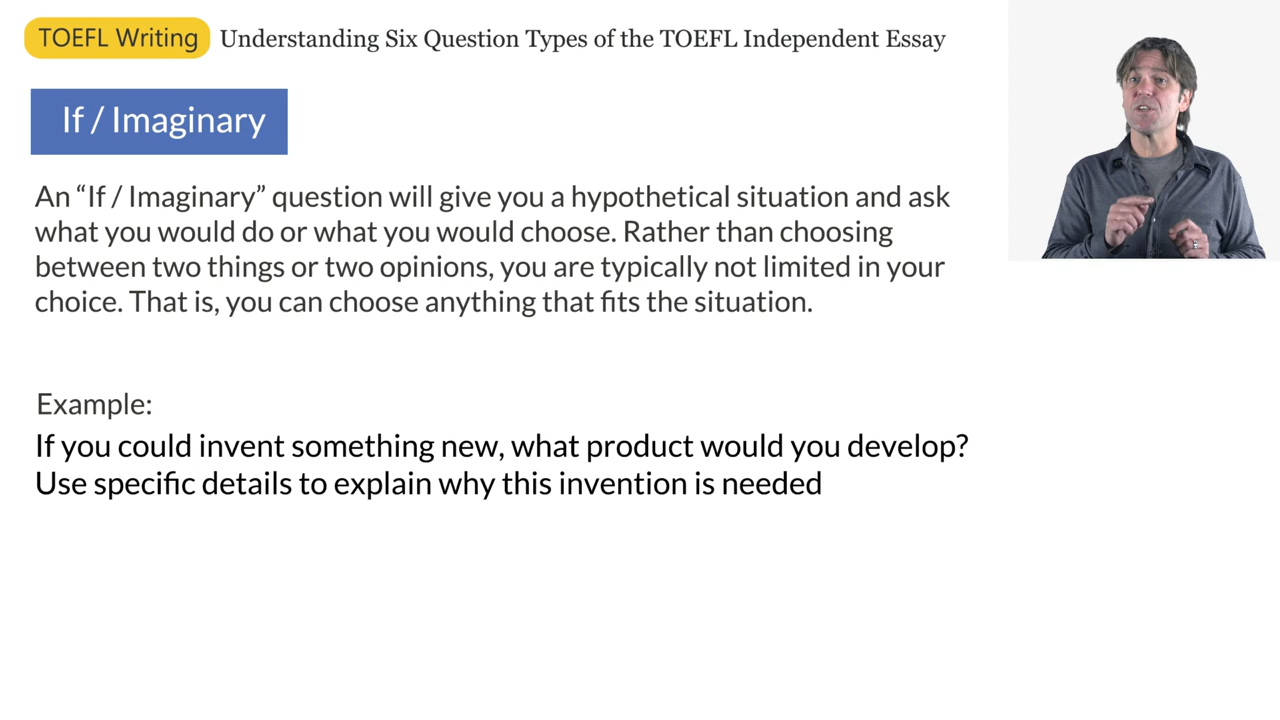 TOEFL Writing Understanding Six Question Types of the TOEFL Independent Essay
If / Imaginary
An “If / Imaginary” question will give you a hypothetical situation and ask
what you would do or what you would choose. Rather than choosing
between two things or two opinions, you are typically not limited in your
choice. That is, you can choose anything that fits the situation.
Example:
If you could invent something new, what product would you develop?
Use specific details to explain why this invention is needed